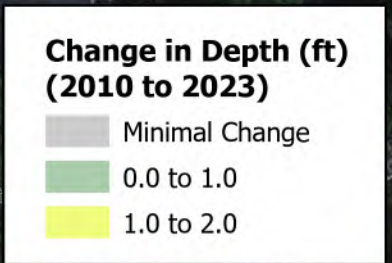 Change in Depth (ft)
(2010 to 2023)
Minimal Change
0.0 to 1.0
1.0 to 2.0